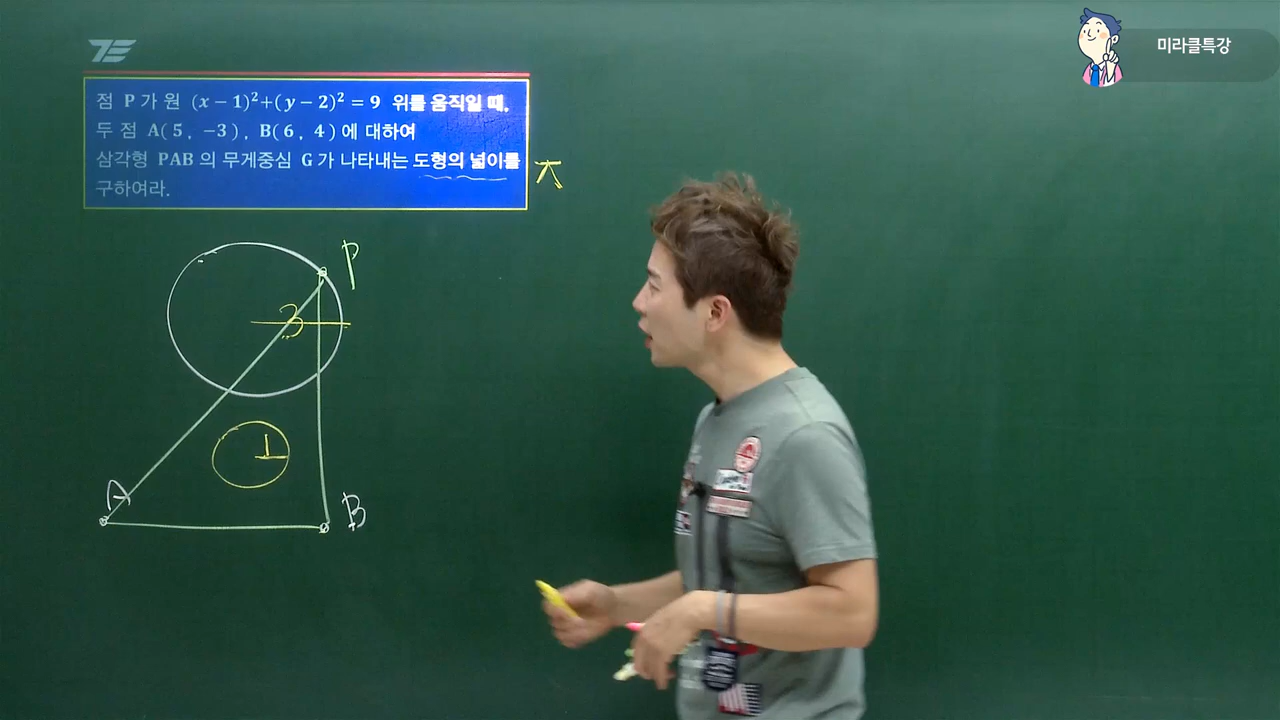 미라클특강
점 P 가 원 (x − 1)²+(y − 2)² = 9 위를 움직일 때,
두 점 A( 5 , −3 ) , B( 6 , 4 ) 에 대하여
삼각형 PAB 의 무게중심 G 가 나타내는 도형의 넓이를
구하여라.
π
P
3
1
A
B